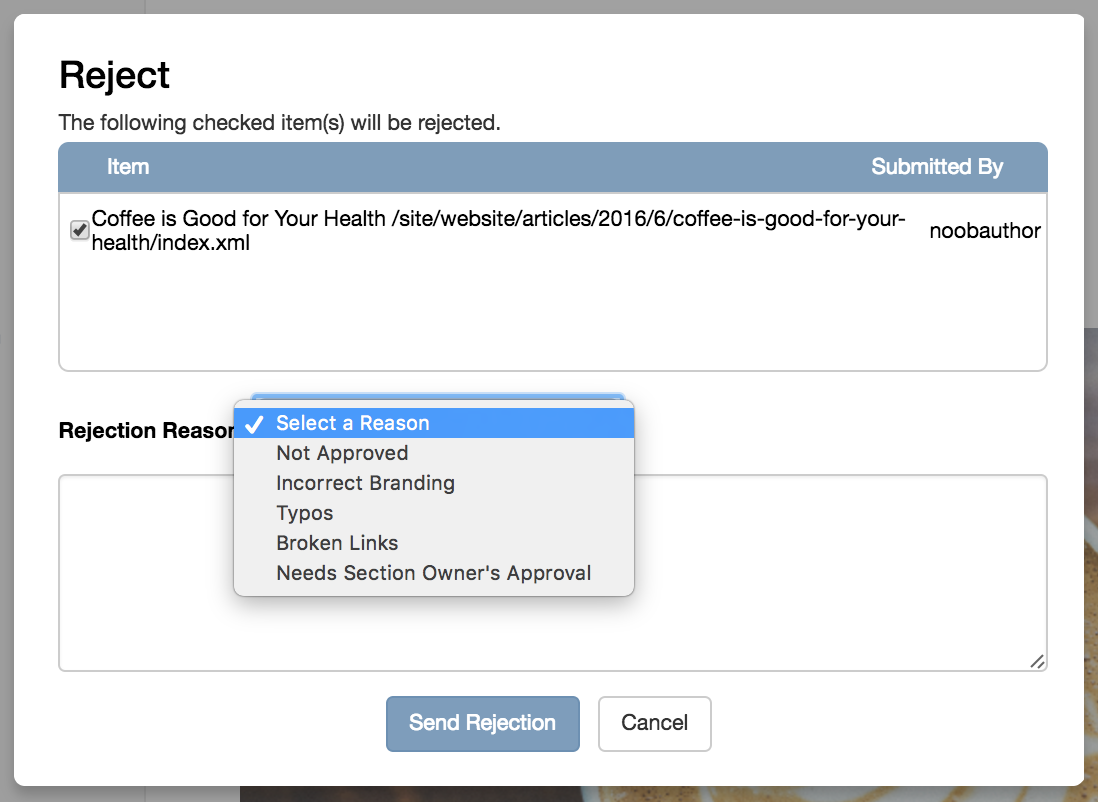 Reject
The following checked item(s) will be rejected.
Item Submitted By
Coffee is Good for Your Health /site/website/articles/2016/6/coffee-is-good-for-your-
health/index.xml
noobauthor
Rejection Reason
Select a Reason
Not Approved
Incorrect Branding
Typos
Broken Links
Needs Section Owner's Approval
Send Rejection Cancel